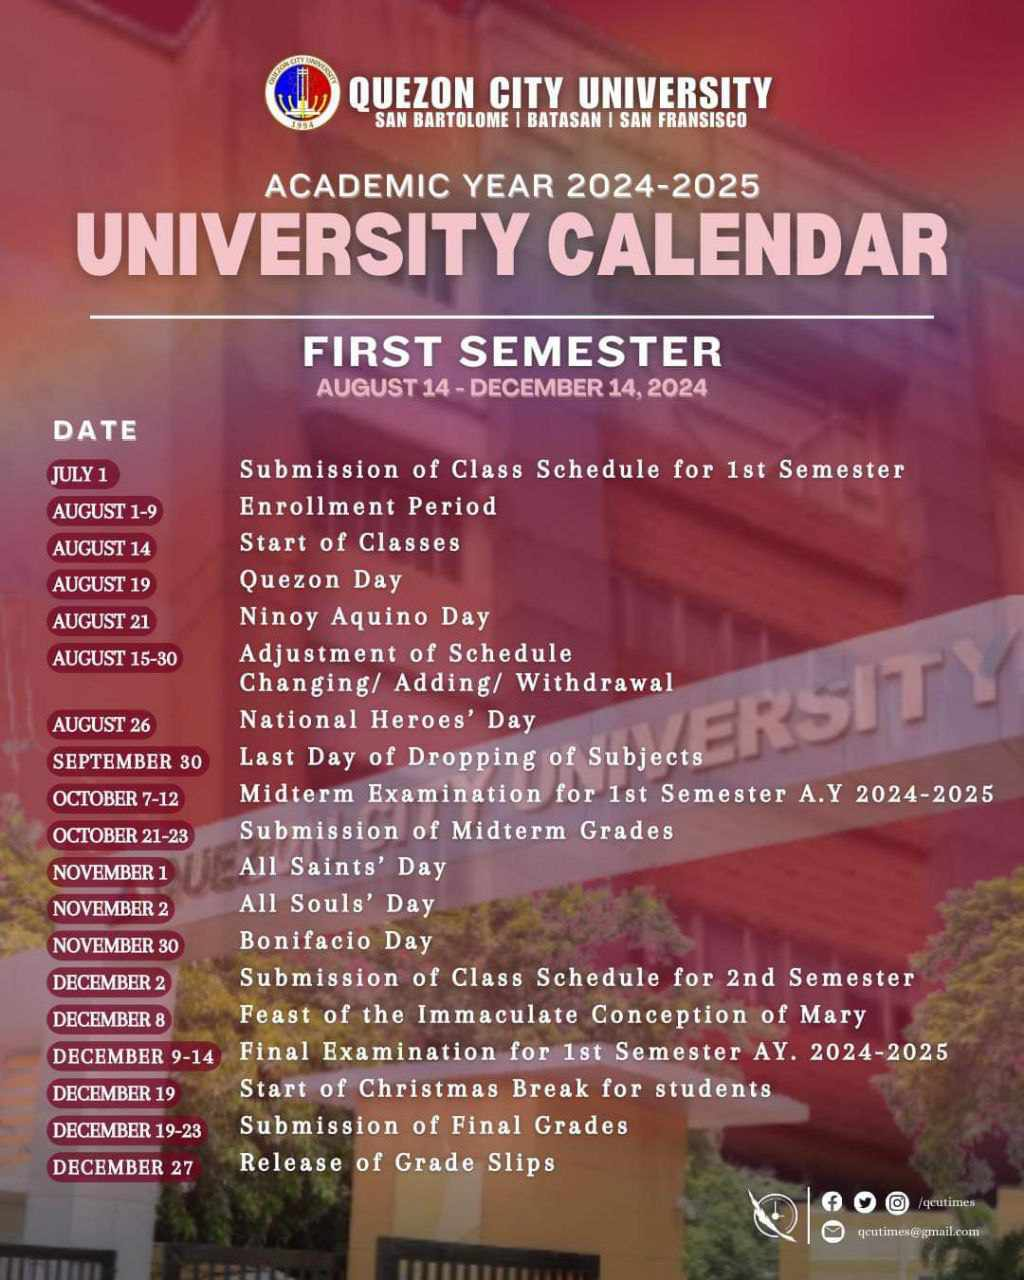 QUEZON CITY UNIVERSITY
1994
QUEZON CITY UNIVERSITY
SAN BARTOLOME | BATASAN | SAN FRANSISCO
ACADEMIC YEAR 2024-2025
UNIVERSITY CALENDAR
FIRST SEMESTER
AUGUST 14 - DECEMBER 14, 2024
DATE
JULY 1 Submission of Class Schedule for 1st Semester
AUGUST 1-9 Enrollment Period
AUGUST 14 Start of Classes
AUGUST 19 Quezon Day
AUGUST 21 Ninoy Aquino Day
AUGUST 15-30 Adjustment of Schedule
Changing/ Adding/ Withdrawal
AUGUST 26 National Heroes’ Day
SEPTEMBER 30 Last Day of Dropping of Subjects
OCTOBER 7-12 Midterm Examination for 1st Semester A.Y 2024-2025
OCTOBER 21-23 Submission of Midterm Grades
NOVEMBER 1 All Saints’ Day
NOVEMBER 2 All Souls’ Day
NOVEMBER 30 Bonifacio Day
DECEMBER 2 Submission of Class Schedule for 2nd Semester
DECEMBER 8 Feast of the Immaculate Conception of Mary
DECEMBER 9-14 Final Examination for 1st Semester AY. 2024-2025
DECEMBER 19 Start of Christmas Break for students
DECEMBER 19-23 Submission of Final Grades
DECEMBER 27 Release of Grade Slips
QUEZON CITY UNIVERSITY
/qcutimes
qcutimes@gmail.com